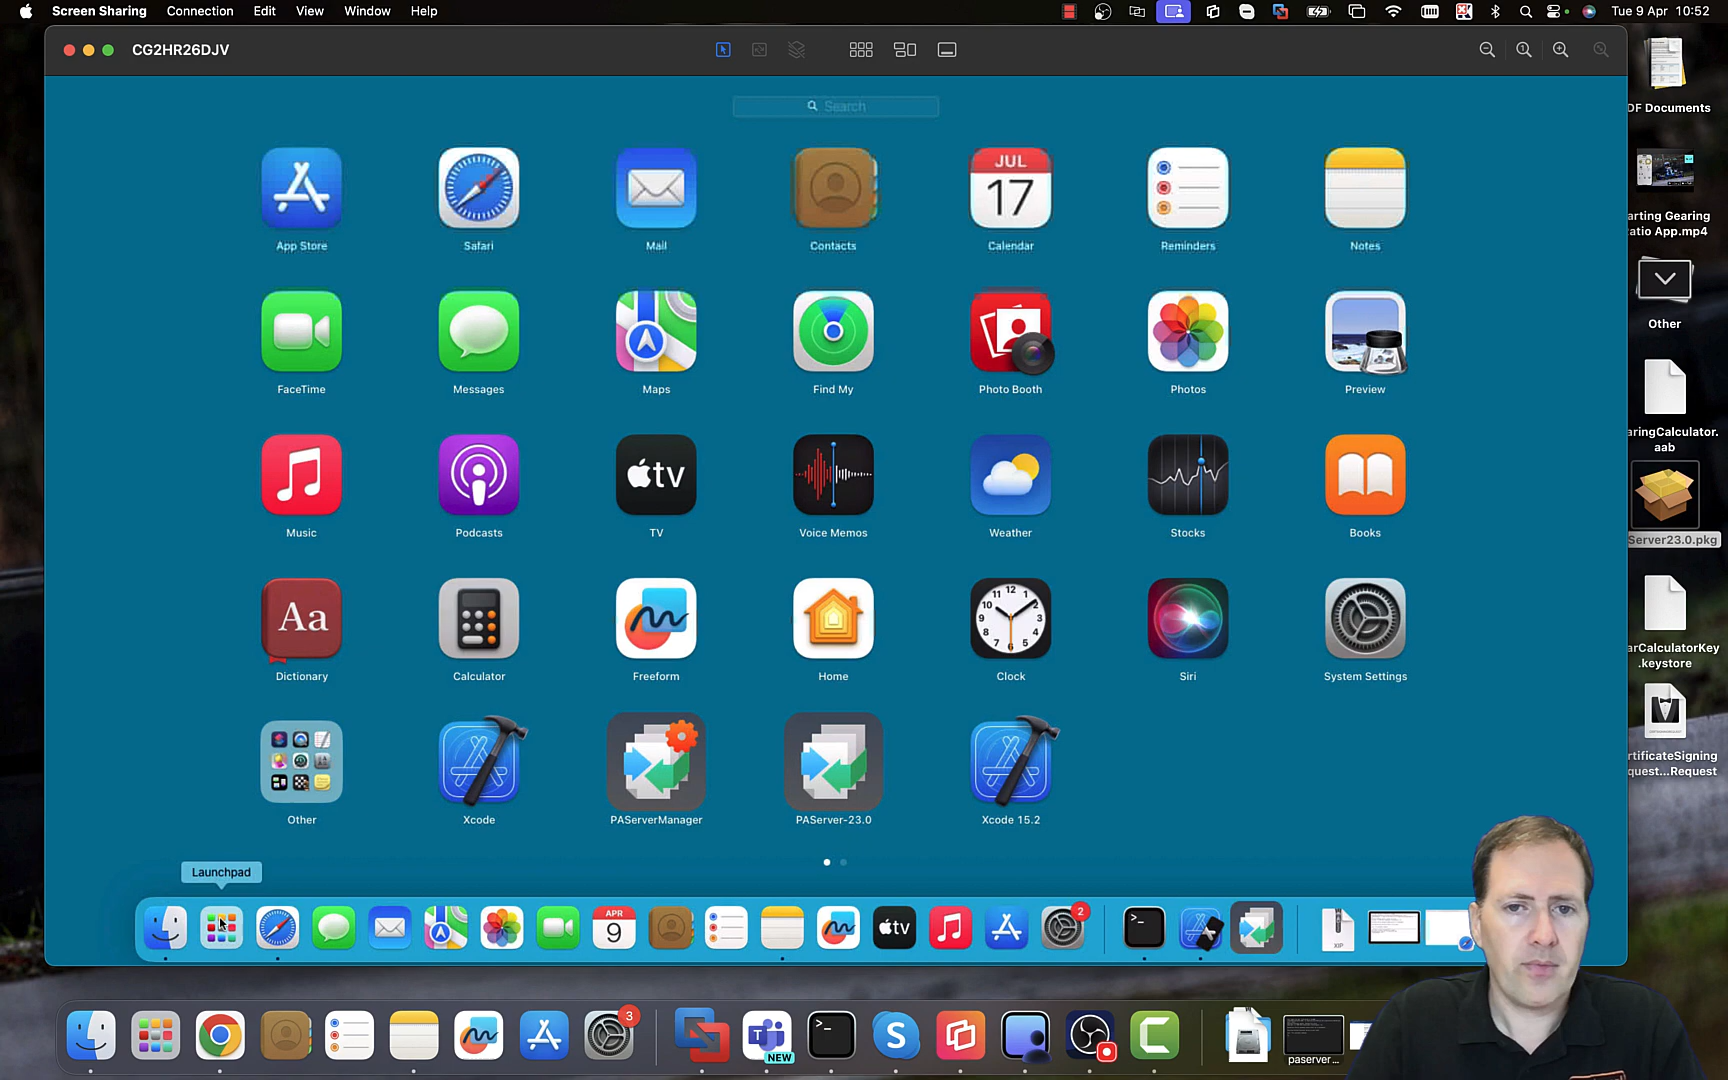 Screen Sharing Connection Edit View Window Help
Tue 9 Apr 10:52
CG2HR26DJV
Search
App Store Safari Mail Contacts Calendar Reminders Notes
JUL
17
FaceTime Messages Maps Find My Photo Booth Photos Preview
tv
Music Podcasts TV Voice Memos Weather Stocks Books
Aa
Dictionary Calculator Freeform Home Clock Siri System Settings
Other Xcode PAServerManager PAServer-23.0 Xcode 15.2
Launchpad
APR
9
tv
2
>_
XIP
DF Documents
arting Gearing
atio App.mp4
Other
aringCalculator.
aab
Server23.0.pkg
arCalculatorKey
.keystore
rtificateSigning
quest...Request
3
T
NEW
>_
S
C
paserver...